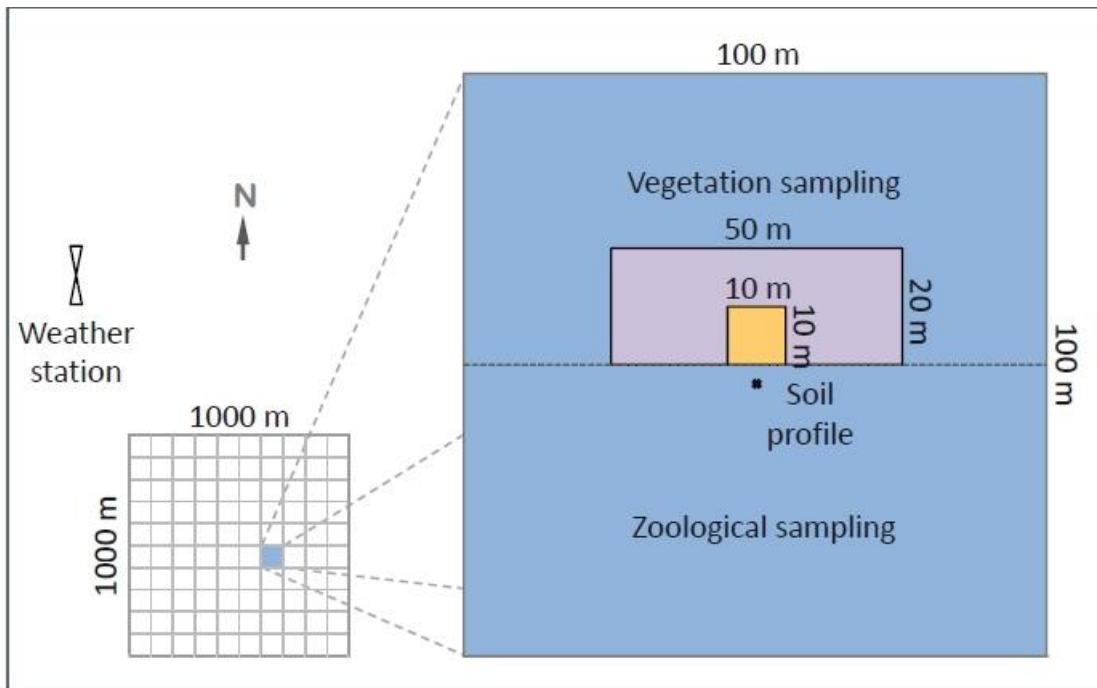 100 m
Vegetation sampling
50 m
20 m
10 m
10 m
100 m
N
Weather
station
Soil
profile
1000 m
1000 m
Zoological sampling